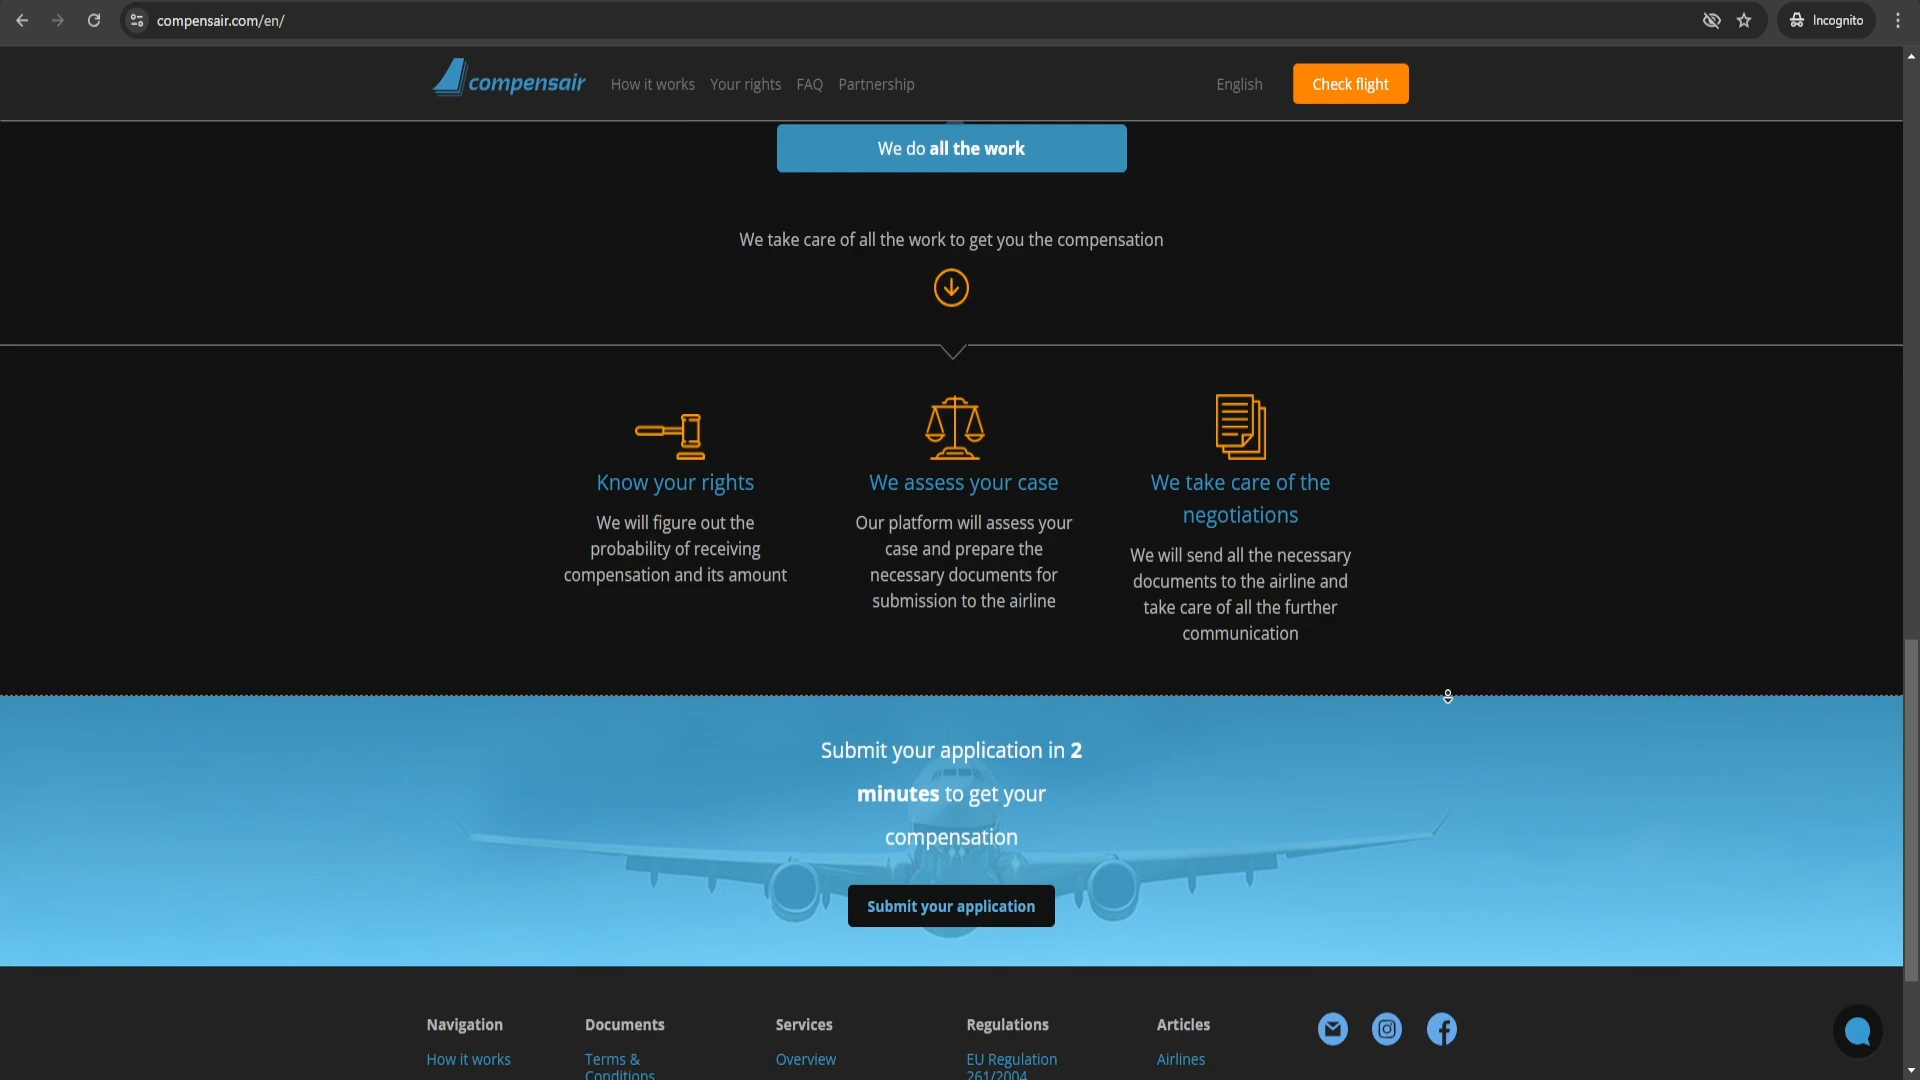 compensair.com/en/
Incognito
compensair
How it works
Your rights
FAQ
Partnership
English
Check flight
We do all the work
We take care of all the work to get you the compensation
Know your rights
We will figure out the
probability of receiving
compensation and its amount
We assess your case
Our platform will assess your
case and prepare the
necessary documents for
submission to the airline
We take care of the
negotiations
We will send all the necessary
documents to the airline and
take care of all the further
communication
Submit your application in 2
minutes to get your
compensation
Submit your application
Navigation
How it works
Documents
Terms &
Conditions
Services
Overview
Regulations
EU Regulation
261/2004
Articles
Airlines